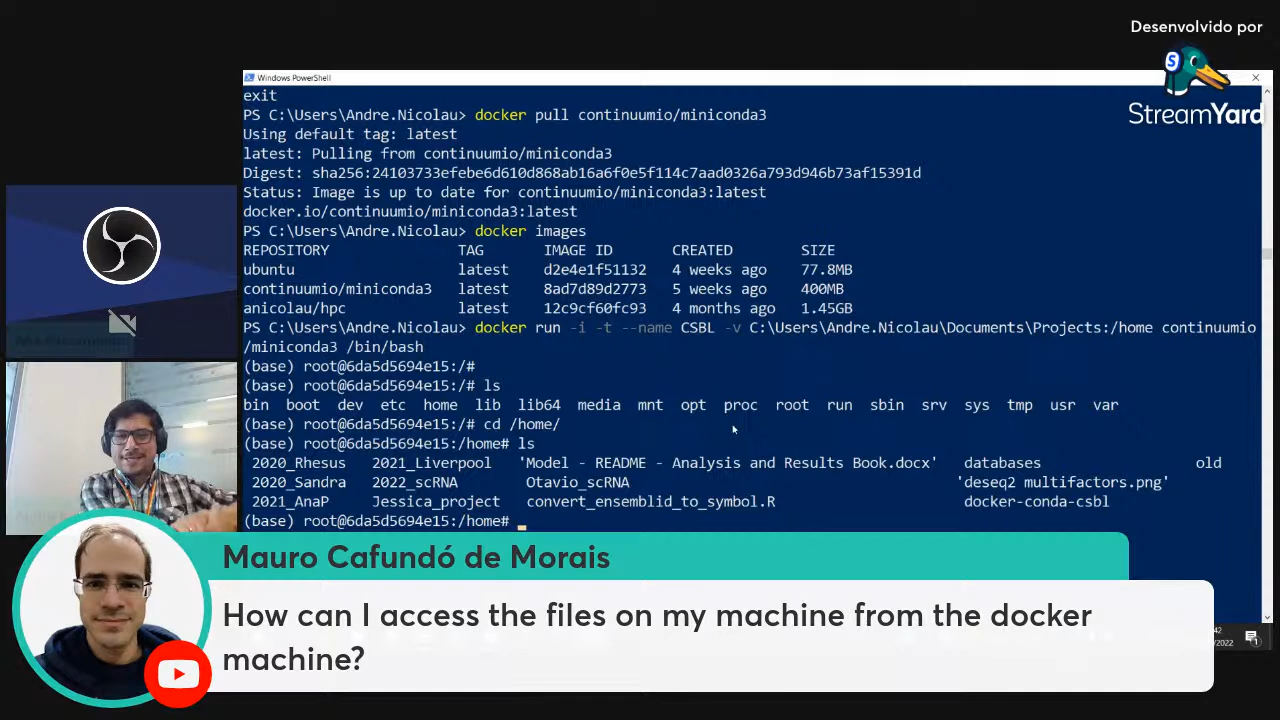 Desenvolvido por
S
StreamYard
Windows PowerShell
exit
PS C:\Users\Andre.Nicolau> docker pull continuumio/miniconda3
Using default tag: latest
latest: Pulling from continuumio/miniconda3
Digest: sha256:24103733efebe6d610d868ab16a6f0e5f114c7aad0326a793d946b73af15391d
Status: Image is up to date for continuumio/miniconda3:latest
docker.io/continuumio/miniconda3:latest
PS C:\Users\Andre.Nicolau> docker images
REPOSITORY TAG IMAGE ID CREATED SIZE
ubuntu latest d2e4e1f51132 4 weeks ago 77.8MB
continuumio/miniconda3 latest 8ad7d89d2773 5 weeks ago 400MB
anicolau/hpc latest 12c9cf60fc93 4 months ago 1.45GB
PS C:\Users\Andre.Nicolau> docker run -i -t --name CSBL -v C:\Users\Andre.Nicolau\Documents\Projects:/home continuumio
/miniconda3 /bin/bash
(base) root@6da5d5694e15:/#
(base) root@6da5d5694e15:/# ls
bin boot dev etc home lib lib64 media mnt opt proc root run sbin srv sys tmp usr var
(base) root@6da5d5694e15:/# cd /home/
(base) root@6da5d5694e15:/home# ls
2020_Rhesus 2021_Liverpool 'Model - README - Analysis and Results Book.docx' databases old
2020_Sandra 2022_scRNA Otavio_scRNA 'deseq2 multifactors.png'
2021_AnaP Jessica_project convert_ensemblid_to_symbol.R docker-conda-csbl
(base) root@6da5d5694e15:/home#
Mauro Cafundó de Morais
How can I access the files on my machine from the docker
machine?